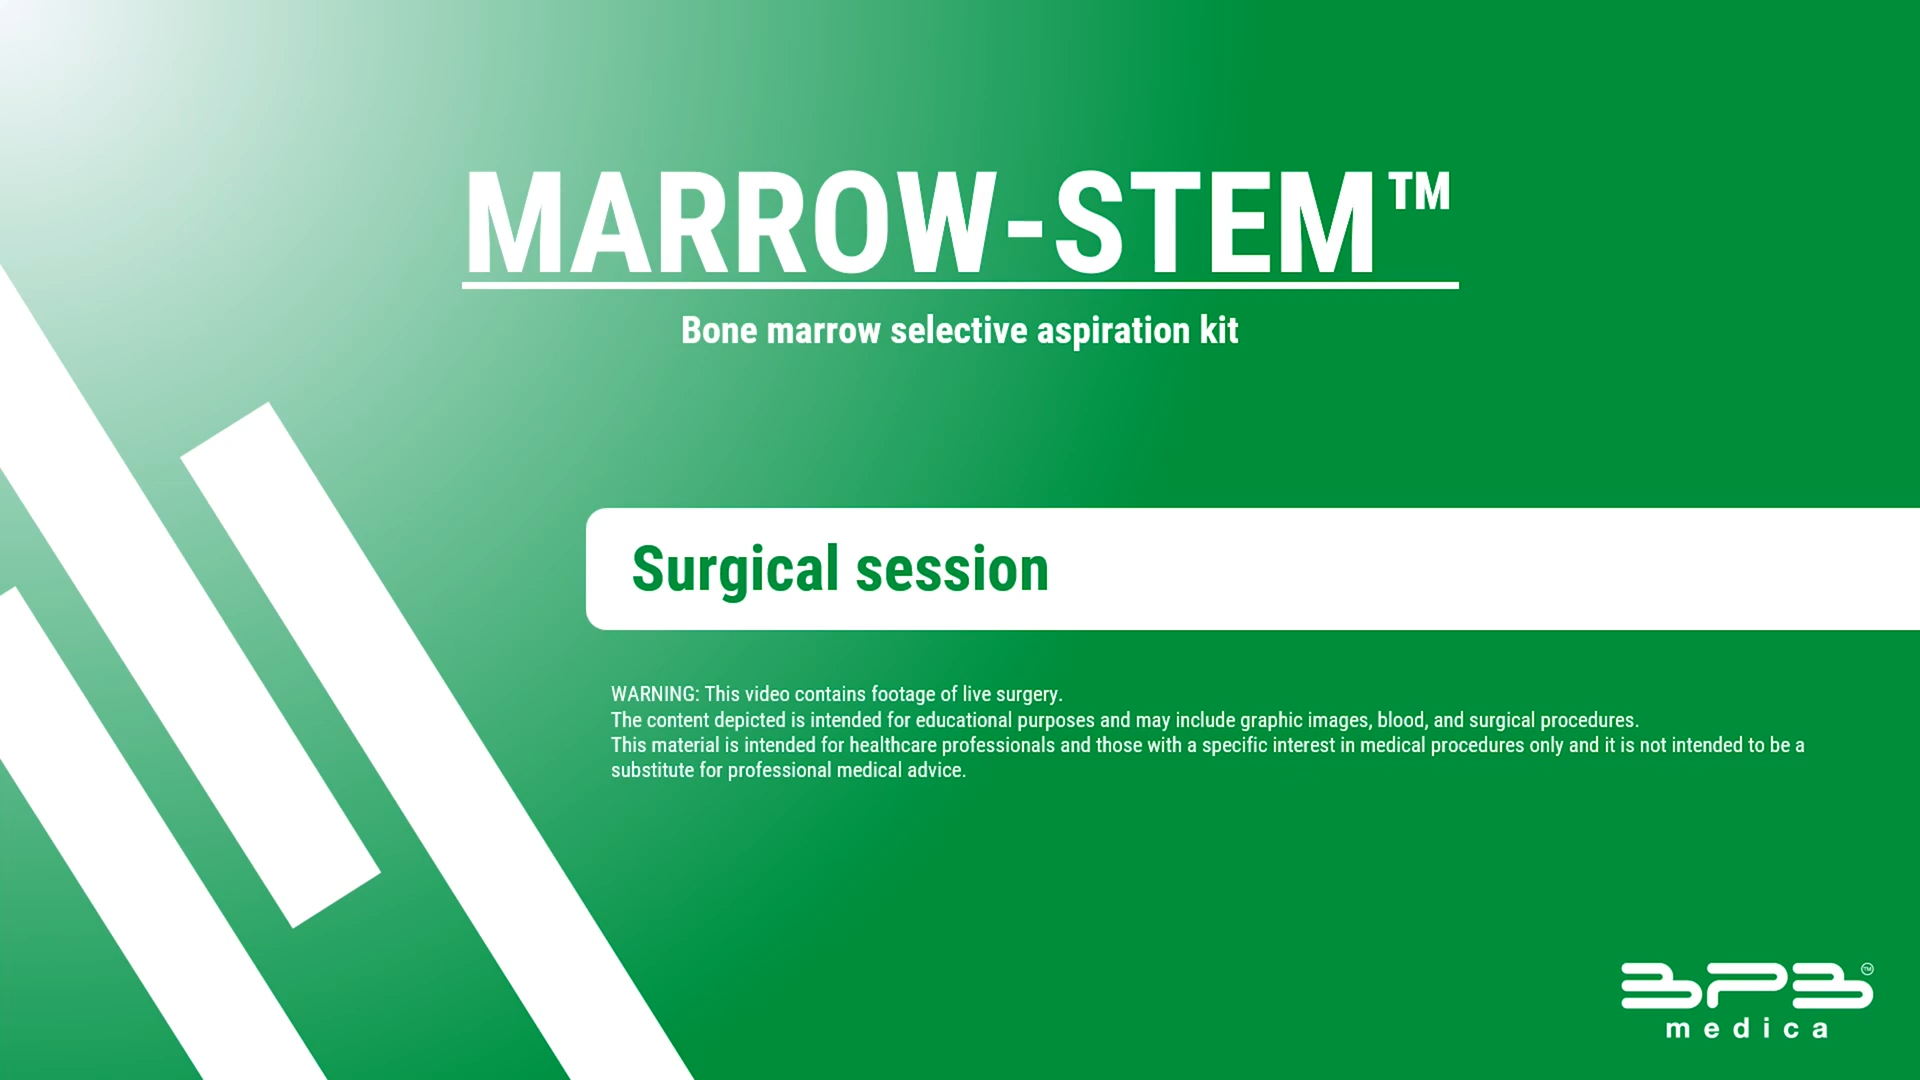 MARROW-STEM™
Bone marrow selective aspiration kit
Surgical session
WARNING: This video contains footage of live surgery.
The content depicted is intended for educational purposes and may include graphic images, blood, and surgical procedures.
This material is intended for healthcare professionals and those with a specific interest in medical procedures only and it is not intended to be a
substitute for professional medical advice.
BPB™
medica